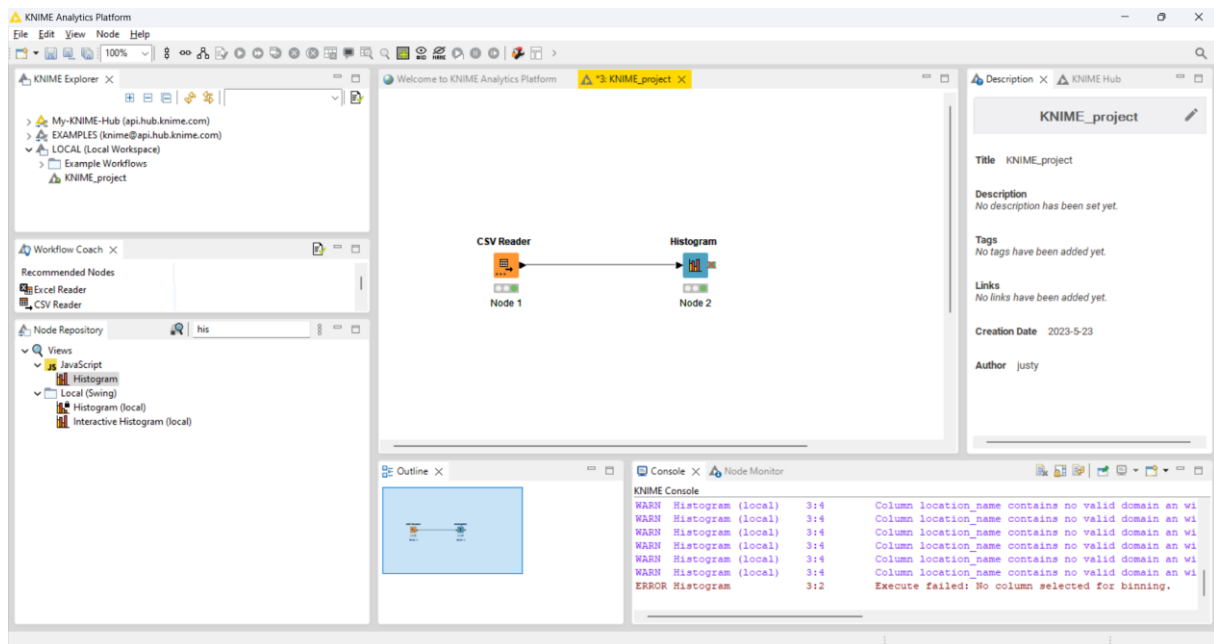 KNIME Analytics Platform
File Edit View Node Help
100%
KNIME Explorer
My-KNIME-Hub (api.hub.knime.com)
EXAMPLES (knime@api.hub.knime.com)
LOCAL (Local Workspace)
Example Workflows
KNIME_project
Workflow Coach
Recommended Nodes
Excel Reader
CSV Reader
Node Repository
his
Views
JS JavaScript
Histogram
Local (Swing)
Histogram (local)
Interactive Histogram (local)
Welcome to KNIME Analytics Platform
*3: KNIME_project
CSV Reader
Node 1
Histogram
Node 2
Outline
Console
Node Monitor
KNIME Console
WARN Histogram (local) 3:4 Column location_name contains no valid domain an wi
WARN Histogram (local) 3:4 Column location_name contains no valid domain an wi
WARN Histogram (local) 3:4 Column location_name contains no valid domain an wi
WARN Histogram (local) 3:4 Column location_name contains no valid domain an wi
WARN Histogram (local) 3:4 Column location_name contains no valid domain an wi
WARN Histogram (local) 3:4 Column location_name contains no valid domain an wi
ERROR Histogram 3:2 Execute failed: No column selected for binning.
Description
KNIME Hub
KNIME_project
Title KNIME_project
Description
No description has been set yet.
Tags
No tags have been added yet.
Links
No links have been added yet.
Creation Date 2023-5-23
Author justy